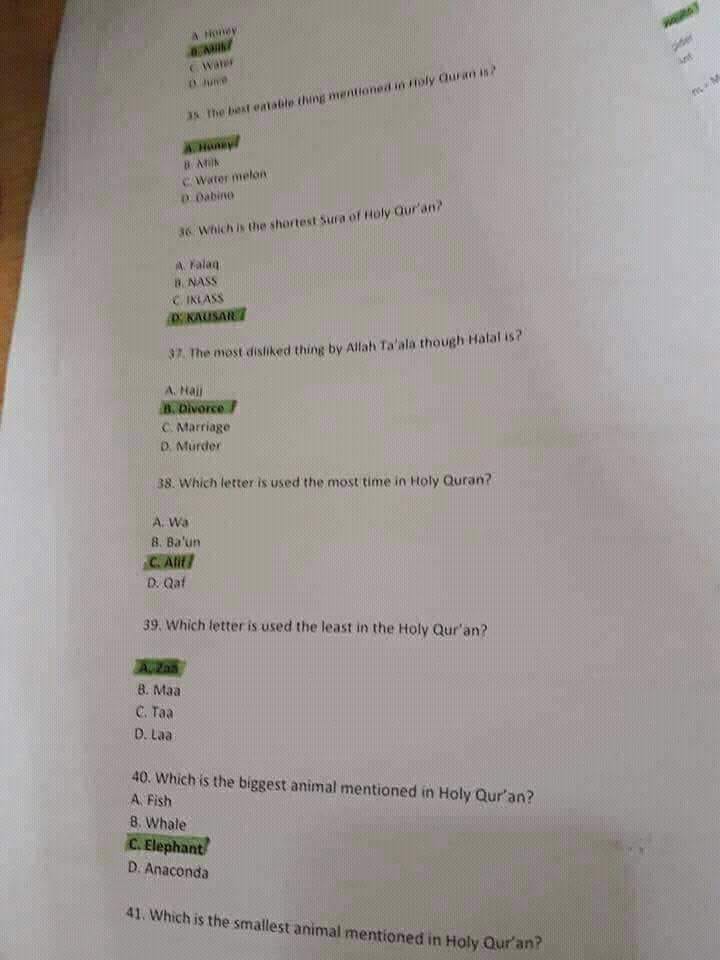 A. Honey
B. Milk
C. Water
D. Juice
35. The best eatable thing mentioned in Holy Quran is?
A. Honey
B. Milk
C. Water melon
D. Dabino
36. Which is the shortest Sura of Holy Qur'an?
A. Falaq
B. NASS
C. IKLASS
D. KAUSAR
37. The most disliked thing by Allah Ta'ala though Halal is?
A. Hajj
B. Divorce
C. Marriage
D. Murder
38. Which letter is used the most time in Holy Quran?
A. Wa
B. Ba'un
C. Alif
D. Qaf
39. Which letter is used the least in the Holy Qur'an?
A. Zaa
B. Maa
C. Taa
D. Laa
40. Which is the biggest animal mentioned in Holy Qur'an?
A. Fish
B. Whale
C. Elephant
D. Anaconda
41. Which is the smallest animal mentioned in Holy Qur'an?